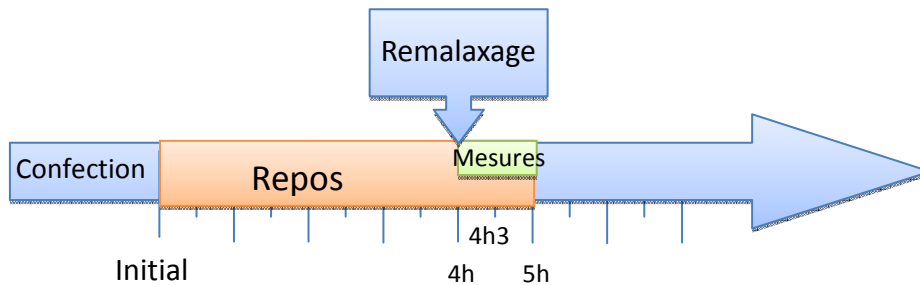 Remalaxage
Confection
Repos
Mesures
4h3
Initial
4h
5h